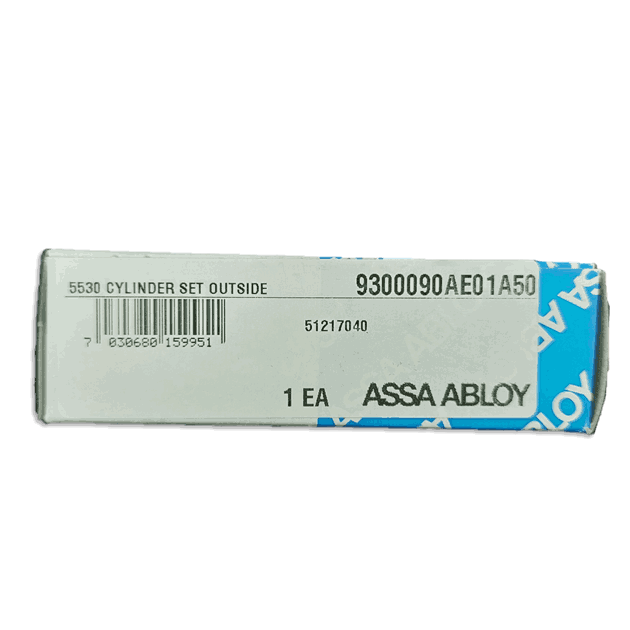 5530 CYLINDER SET OUTSIDE
9300090AE01A50
7 030680 159951
51217040
1 EA
ASSA ABLOY